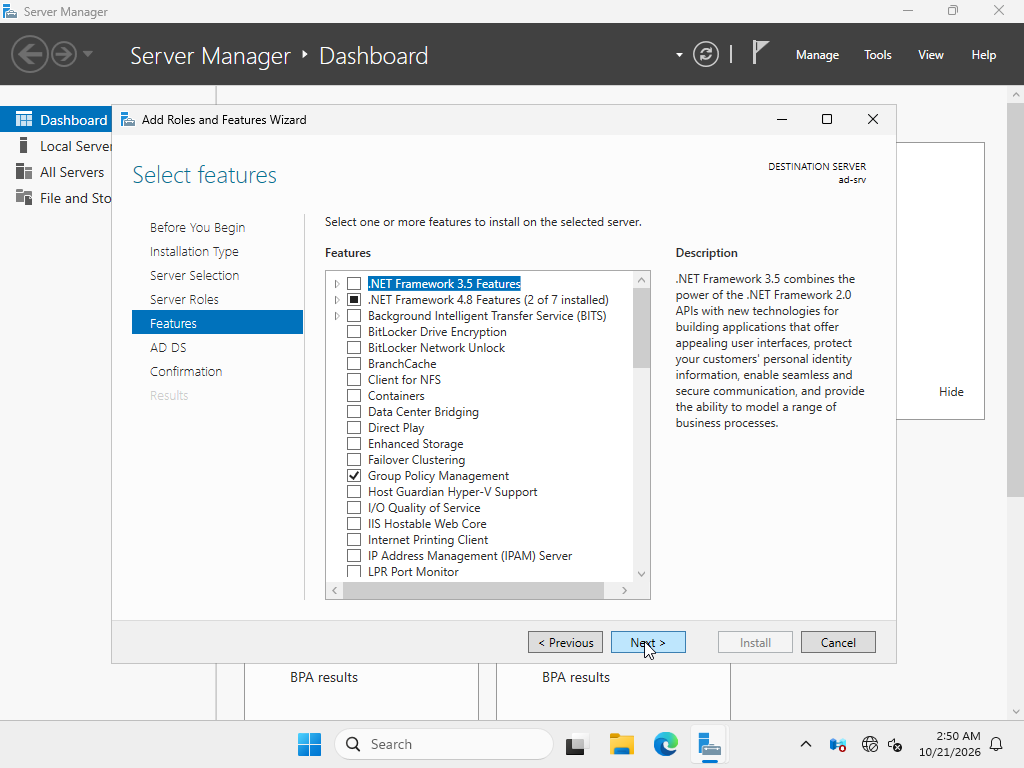 Server Manager
Server Manager ‣ Dashboard
Manage
Tools
View
Help
Dashboard
Local Server
All Servers
File and Sto
Add Roles and Features Wizard
Select features
DESTINATION SERVER
ad-srv
Before You Begin
Installation Type
Server Selection
Server Roles
Features
AD DS
Confirmation
Results
Select one or more features to install on the selected server.
Features
.NET Framework 3.5 Features
.NET Framework 4.8 Features (2 of 7 installed)
Background Intelligent Transfer Service (BITS)
BitLocker Drive Encryption
BitLocker Network Unlock
BranchCache
Client for NFS
Containers
Data Center Bridging
Direct Play
Enhanced Storage
Failover Clustering
Group Policy Management
Host Guardian Hyper-V Support
I/O Quality of Service
IIS Hostable Web Core
Internet Printing Client
IP Address Management (IPAM) Server
LPR Port Monitor
Description
.NET Framework 3.5 combines the
power of the .NET Framework 2.0
APIs with new technologies for
building applications that offer
appealing user interfaces, protect
your customers' personal identity
information, enable seamless and
secure communication, and provide
the ability to model a range of
business processes.
Hide
< Previous
Next >
Install
Cancel
BPA results
BPA results
Search
2:50 AM
10/21/2026